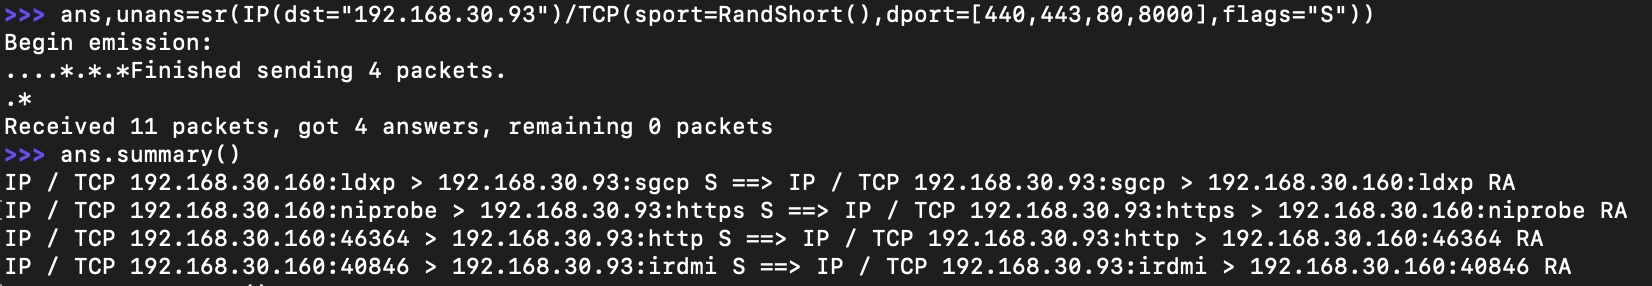 >>> ans,unans=sr(IP(dst="192.168.30.93")/TCP(sport=RandShort(),dport=[440,443,80,8000],flags="S"))
Begin emission:
....*.*.*Finished sending 4 packets.
.*
Received 11 packets, got 4 answers, remaining 0 packets
>>> ans.summary()
IP / TCP 192.168.30.160:ldxp > 192.168.30.93:sgcp S ==> IP / TCP 192.168.30.93:sgcp > 192.168.30.160:ldxp RA
IP / TCP 192.168.30.160:niprobe > 192.168.30.93:https S ==> IP / TCP 192.168.30.93:https > 192.168.30.160:niprobe RA
IP / TCP 192.168.30.160:46364 > 192.168.30.93:http S ==> IP / TCP 192.168.30.93:http > 192.168.30.160:46364 RA
IP / TCP 192.168.30.160:40846 > 192.168.30.93:irdmi S ==> IP / TCP 192.168.30.93:irdmi > 192.168.30.160:40846 RA